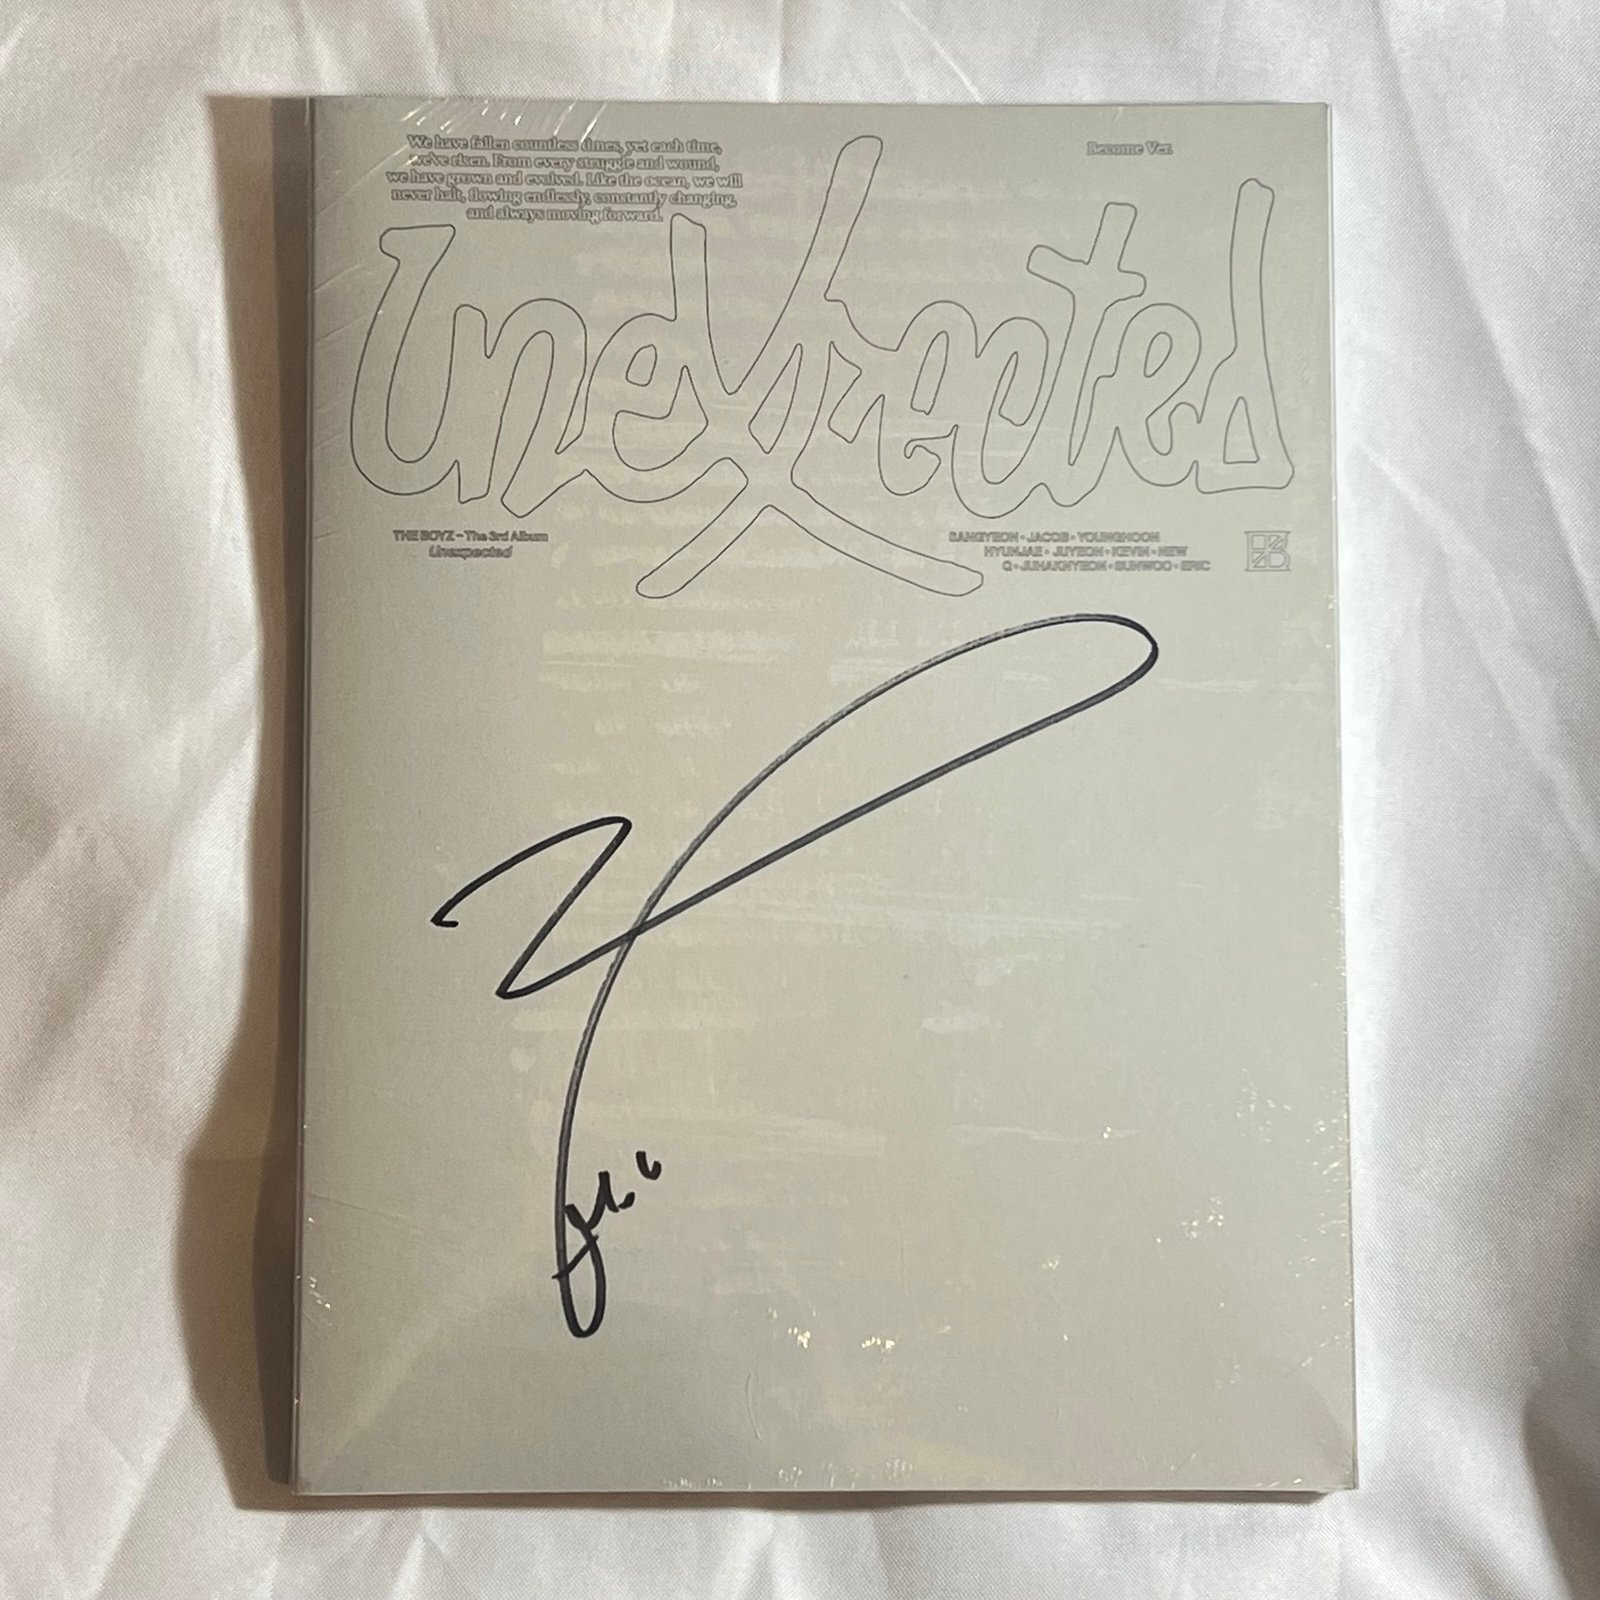 We have fallen countless times, yet each time,
we've risen. From every struggle and wound,
we have grown and evolved. Like the ocean, we will
never halt, flowing endlessly, constantly changing,
and always moving forward.
Become Ver.
Unexpected
THE BOYZ - The 3rd Album
Unexpected
SANGYEON • JACOB • YOUNGHOON
HYUNJAE • JUYEON • KEVIN • NEW
Q • JUHAKNYEON • SUNWOO • ERIC